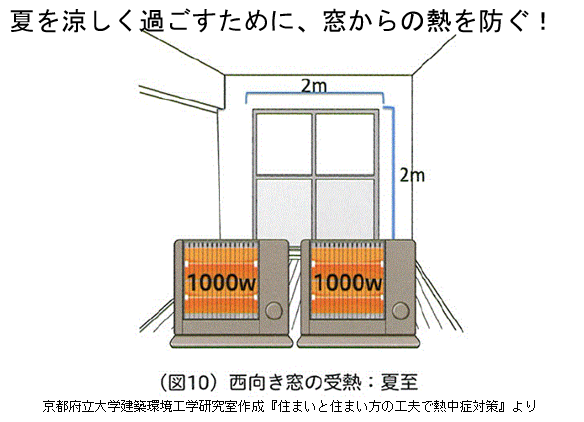 夏を涼しく過ごすために、窓からの熱を防ぐ！
2m
2m
1000w 1000w
（図10）西向き窓の受熱：夏至
京都府立大学建築環境工学研究室作成『住まいと住まい方の工夫で熱中症対策』より